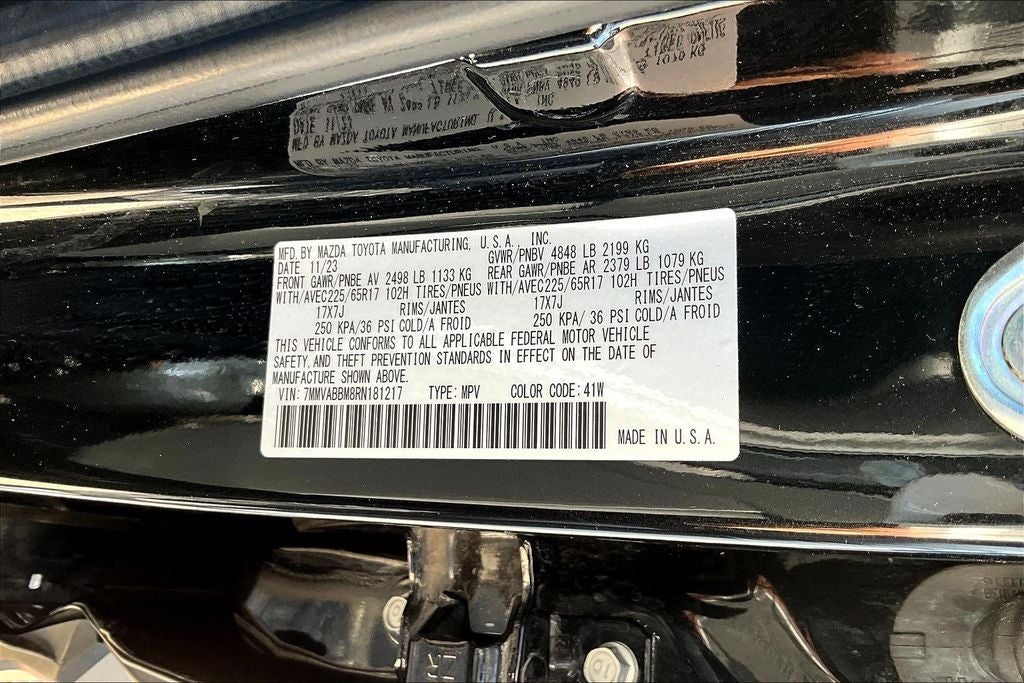 MFD. BY MAZDA TOYOTA MANUFACTURING, U.S.A., INC.
DATE 11/23 GVWR/PNBV 4848 LB 2199 KG
FRONT GAWR/PNBE AV 2498 LB 1133 KG REAR GAWR/PNBE AR 2379 LB 1079 KG
WITH/AVEC225/65R17 102H TIRES/PNEUS WITH/AVEC225/65R17 102H TIRES/PNEUS
17X7J RIMS/JANTES 17X7J RIMS/JANTES
250 KPA/36 PSI COLD/A FROID 250 KPA/ 36 PSI COLD/A FROID
THIS VEHICLE CONFORMS TO ALL APPLICABLE FEDERAL MOTOR VEHICLE
SAFETY, AND THEFT PREVENTION STANDARDS IN EFFECT ON THE DATE OF
MANUFACTURE SHOWN ABOVE.
VIN: 7MMVABBM8RN181217 TYPE: MPV COLOR CODE: 41W
MADE IN U.S.A.